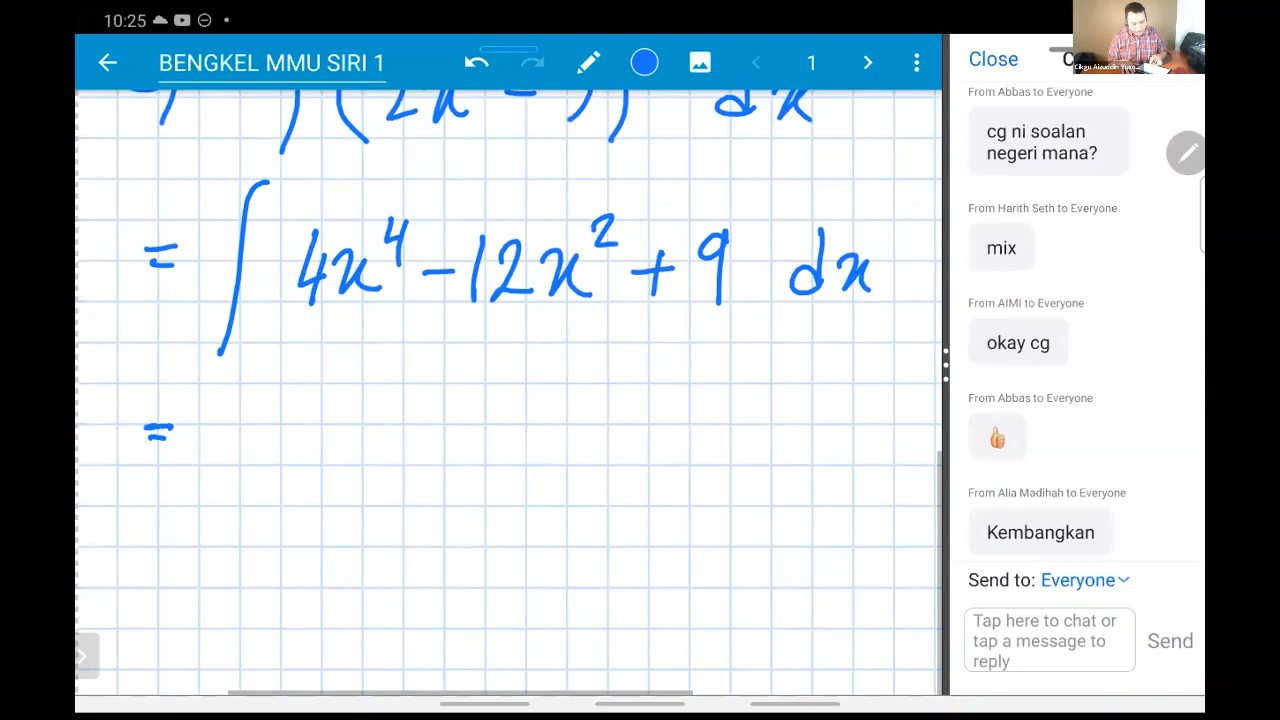 10:25
BENGKEL MMU SIRI 1
1
Close
From Abbas to Everyone
cg ni soalan
negeri mana?
From Harith Seth to Everyone
mix
From AIMI to Everyone
okay cg
From Abbas to Everyone
👍
From Alia Madihah to Everyone
Kembangkan
Send to: Everyone
Tap here to chat or
tap a message to
reply
Send
dx
= ∫ 4x⁴ - 12x² + 9 dx
=